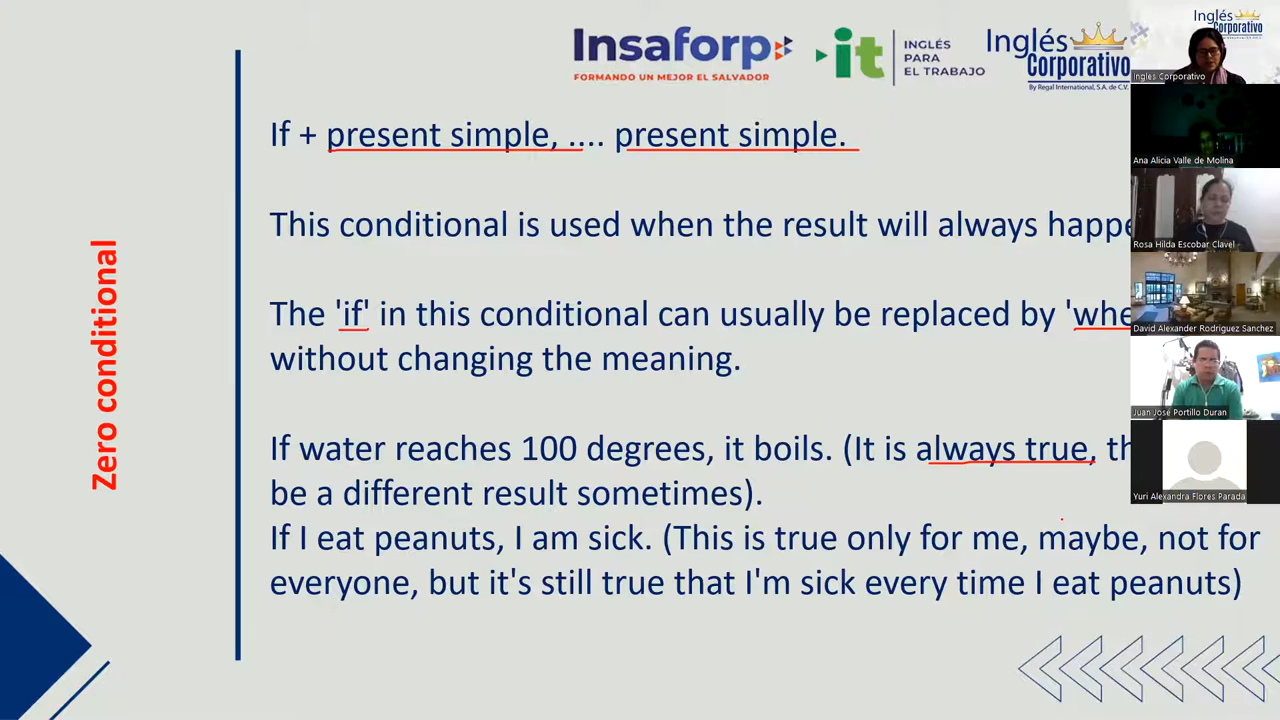 Insaforp
FORMANDO UN MEJOR EL SALVADOR
it
INGLÉS
PARA
EL TRABAJO
Inglés
Corporativo
By Regal International, S.A. de C.V.
Inglés
Corporativo
Ingles Corporativo
Ana Alicia Valle de Molina
Rosa Hilda Escobar Clavel
David Alexander Rodriguez Sanchez
Juan José Portillo Duran
Yuri Alexandra Flores Parada
Zero conditional
If + present simple, .... present simple.
This conditional is used when the result will always
The 'if' in this conditional can usually be replaced by
without changing the meaning.
If water reaches 100 degrees, it boils. (It is always true,
be a different result sometimes).
If I eat peanuts, I am sick. (This is true only for me, maybe, not for
everyone, but it's still true that I'm sick every time I eat peanuts)